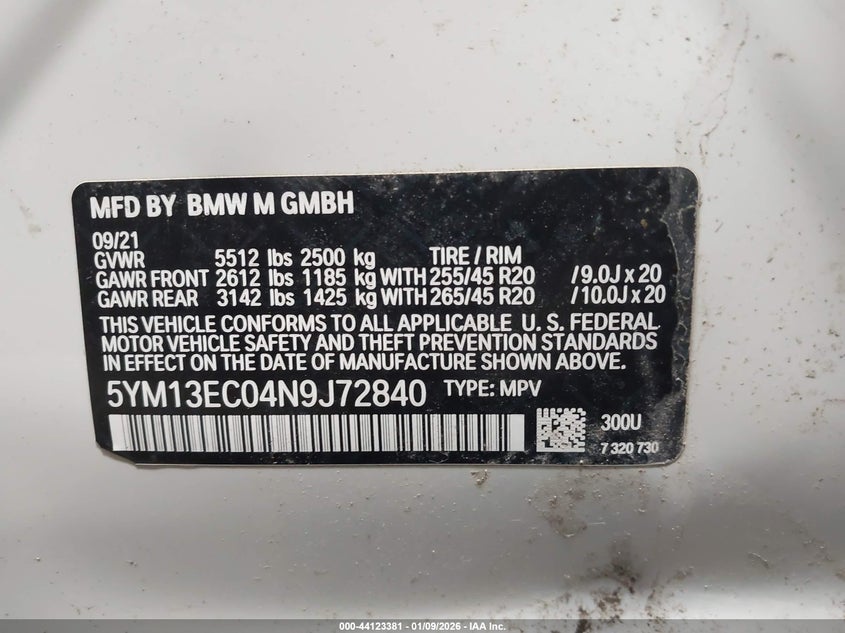 MFD BY BMW M GMBH
09/21
GVWR 5512 lbs 2500 kg TIRE / RIM
GAWR FRONT 2612 lbs 1185 kg WITH 255/45 R20 /9.0J x 20
GAWR REAR 3142 lbs 1425 kg WITH 265/45 R20 /10.0J x 20
THIS VEHICLE CONFORMS TO ALL APPLICABLE U. S. FEDERAL
MOTOR VEHICLE SAFETY AND THEFT PREVENTION STANDARDS
IN EFFECT ON THE DATE OF MANUFACTURE SHOWN ABOVE.
5YM13EC04N9J72840 TYPE: MPV
300U
7 320 730
000-44123381 - 01/09/2026 - IAA Inc.